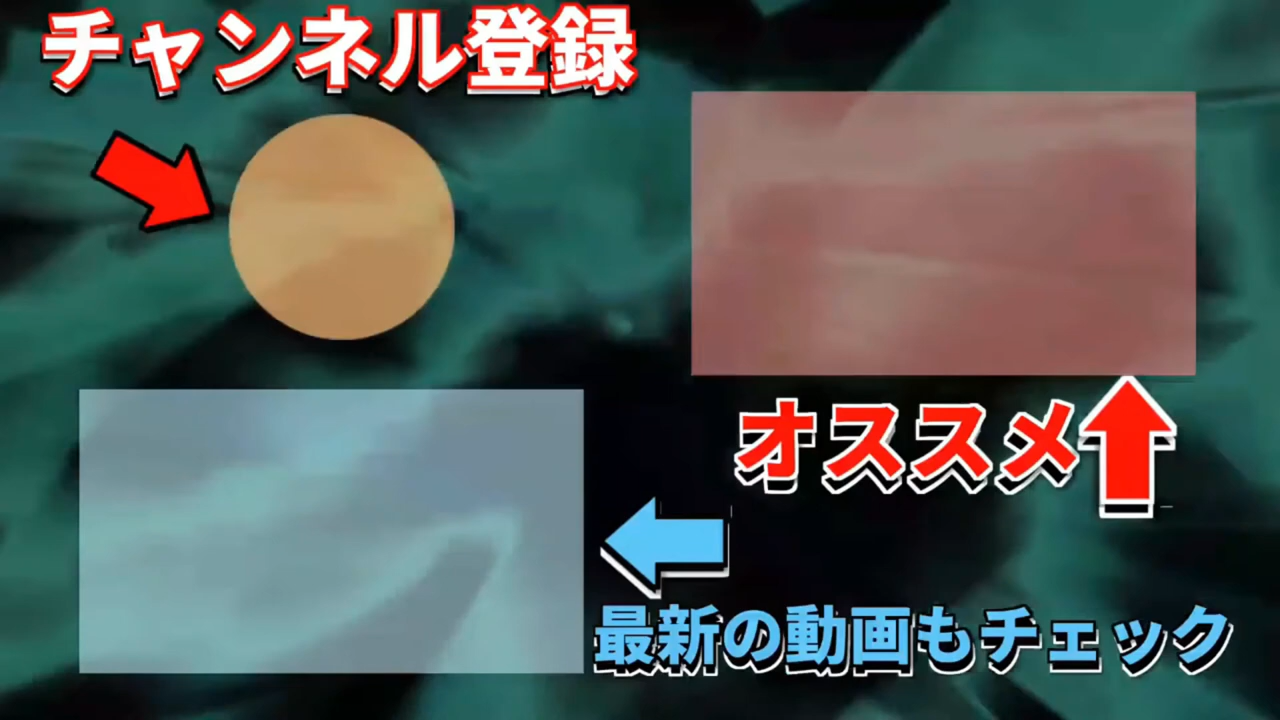 チャンネル登録
オススメ
最新の動画もチェック